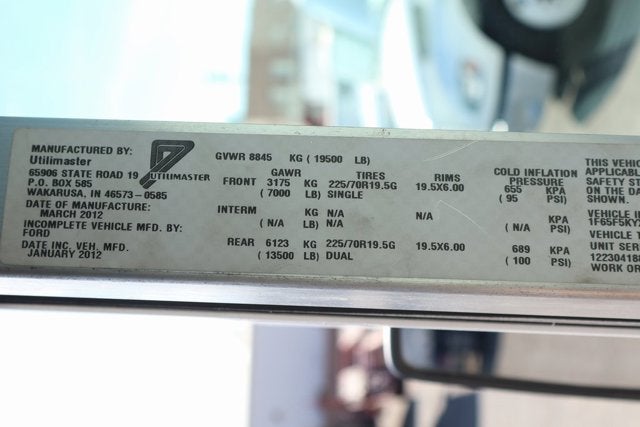 MANUFACTURED BY:
Utilimaster
65906 STATE ROAD 19
P.O. BOX 585
WAKARUSA, IN 46573-0585
DATE OF MANUFACTURE:
MARCH 2012
INCOMPLETE VEHICLE MFD. BY:
FORD
DATE INC. VEH. MFD.
JANUARY 2012
UTILIMASTER
GVWR 8845 KG ( 19500 LB)
GAWR TIRES RIMS COLD INFLATION PRESSURE
FRONT 3175 KG 225/70R19.5G 19.5X6.00 655 KPA
( 7000 LB) SINGLE ( 95 PSI)
INTERM N/A KG N/A N/A KPA
(N/A LB) ( N/A PSI)
REAR 6123 KG 225/70R19.5G 19.5X6.00 689 KPA
( 13500 LB) DUAL ( 100 PSI)
THIS VEHIC
APPLICABL
SAFETY S
ON THE DA
SHOWN.
VEHICLE I
1F65F5KY
VEHICLE T
UNIT SERI
12230418
WORK OR